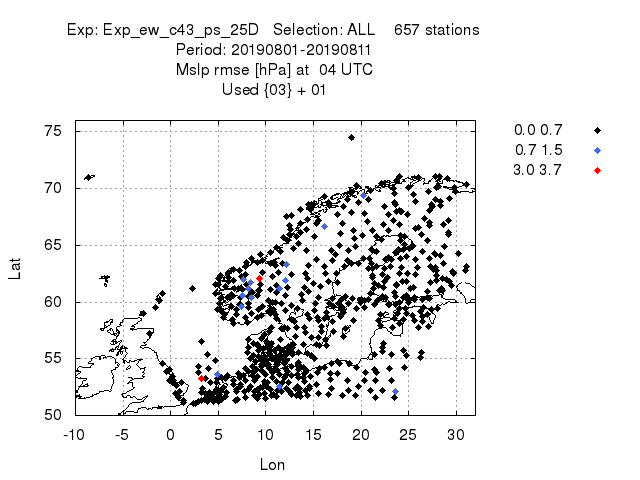 Exp: Exp_ew_c43_ps_25D   Selection: ALL    657 stations
Period: 20190801-20190811
Mslp rmse [hPa] at  04 UTC
Used {03} + 01
0.0 0.7
0.7 1.5
3.0 3.7
75
70
65
60
55
50
Lat
-10 -5 0 5 10 15 20 25 30
Lon